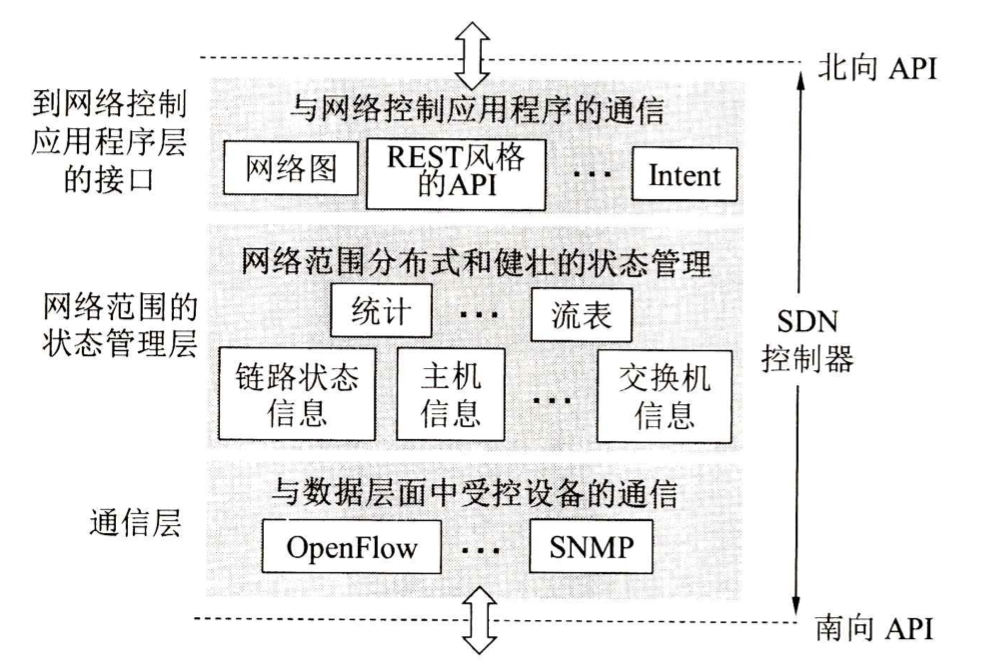 北向 API
到网络控制
应用程序层
的接口
与网络控制应用程序的通信
网络图
REST风格
的API
...
Intent
网络范围的
状态管理层
网络范围分布式和健壮的状态管理
统计
...
流表
链路状态
信息
主机
信息
...
交换机
信息
SDN
控制器
通信层
与数据层面中受控设备的通信
OpenFlow
...
SNMP
南向 API